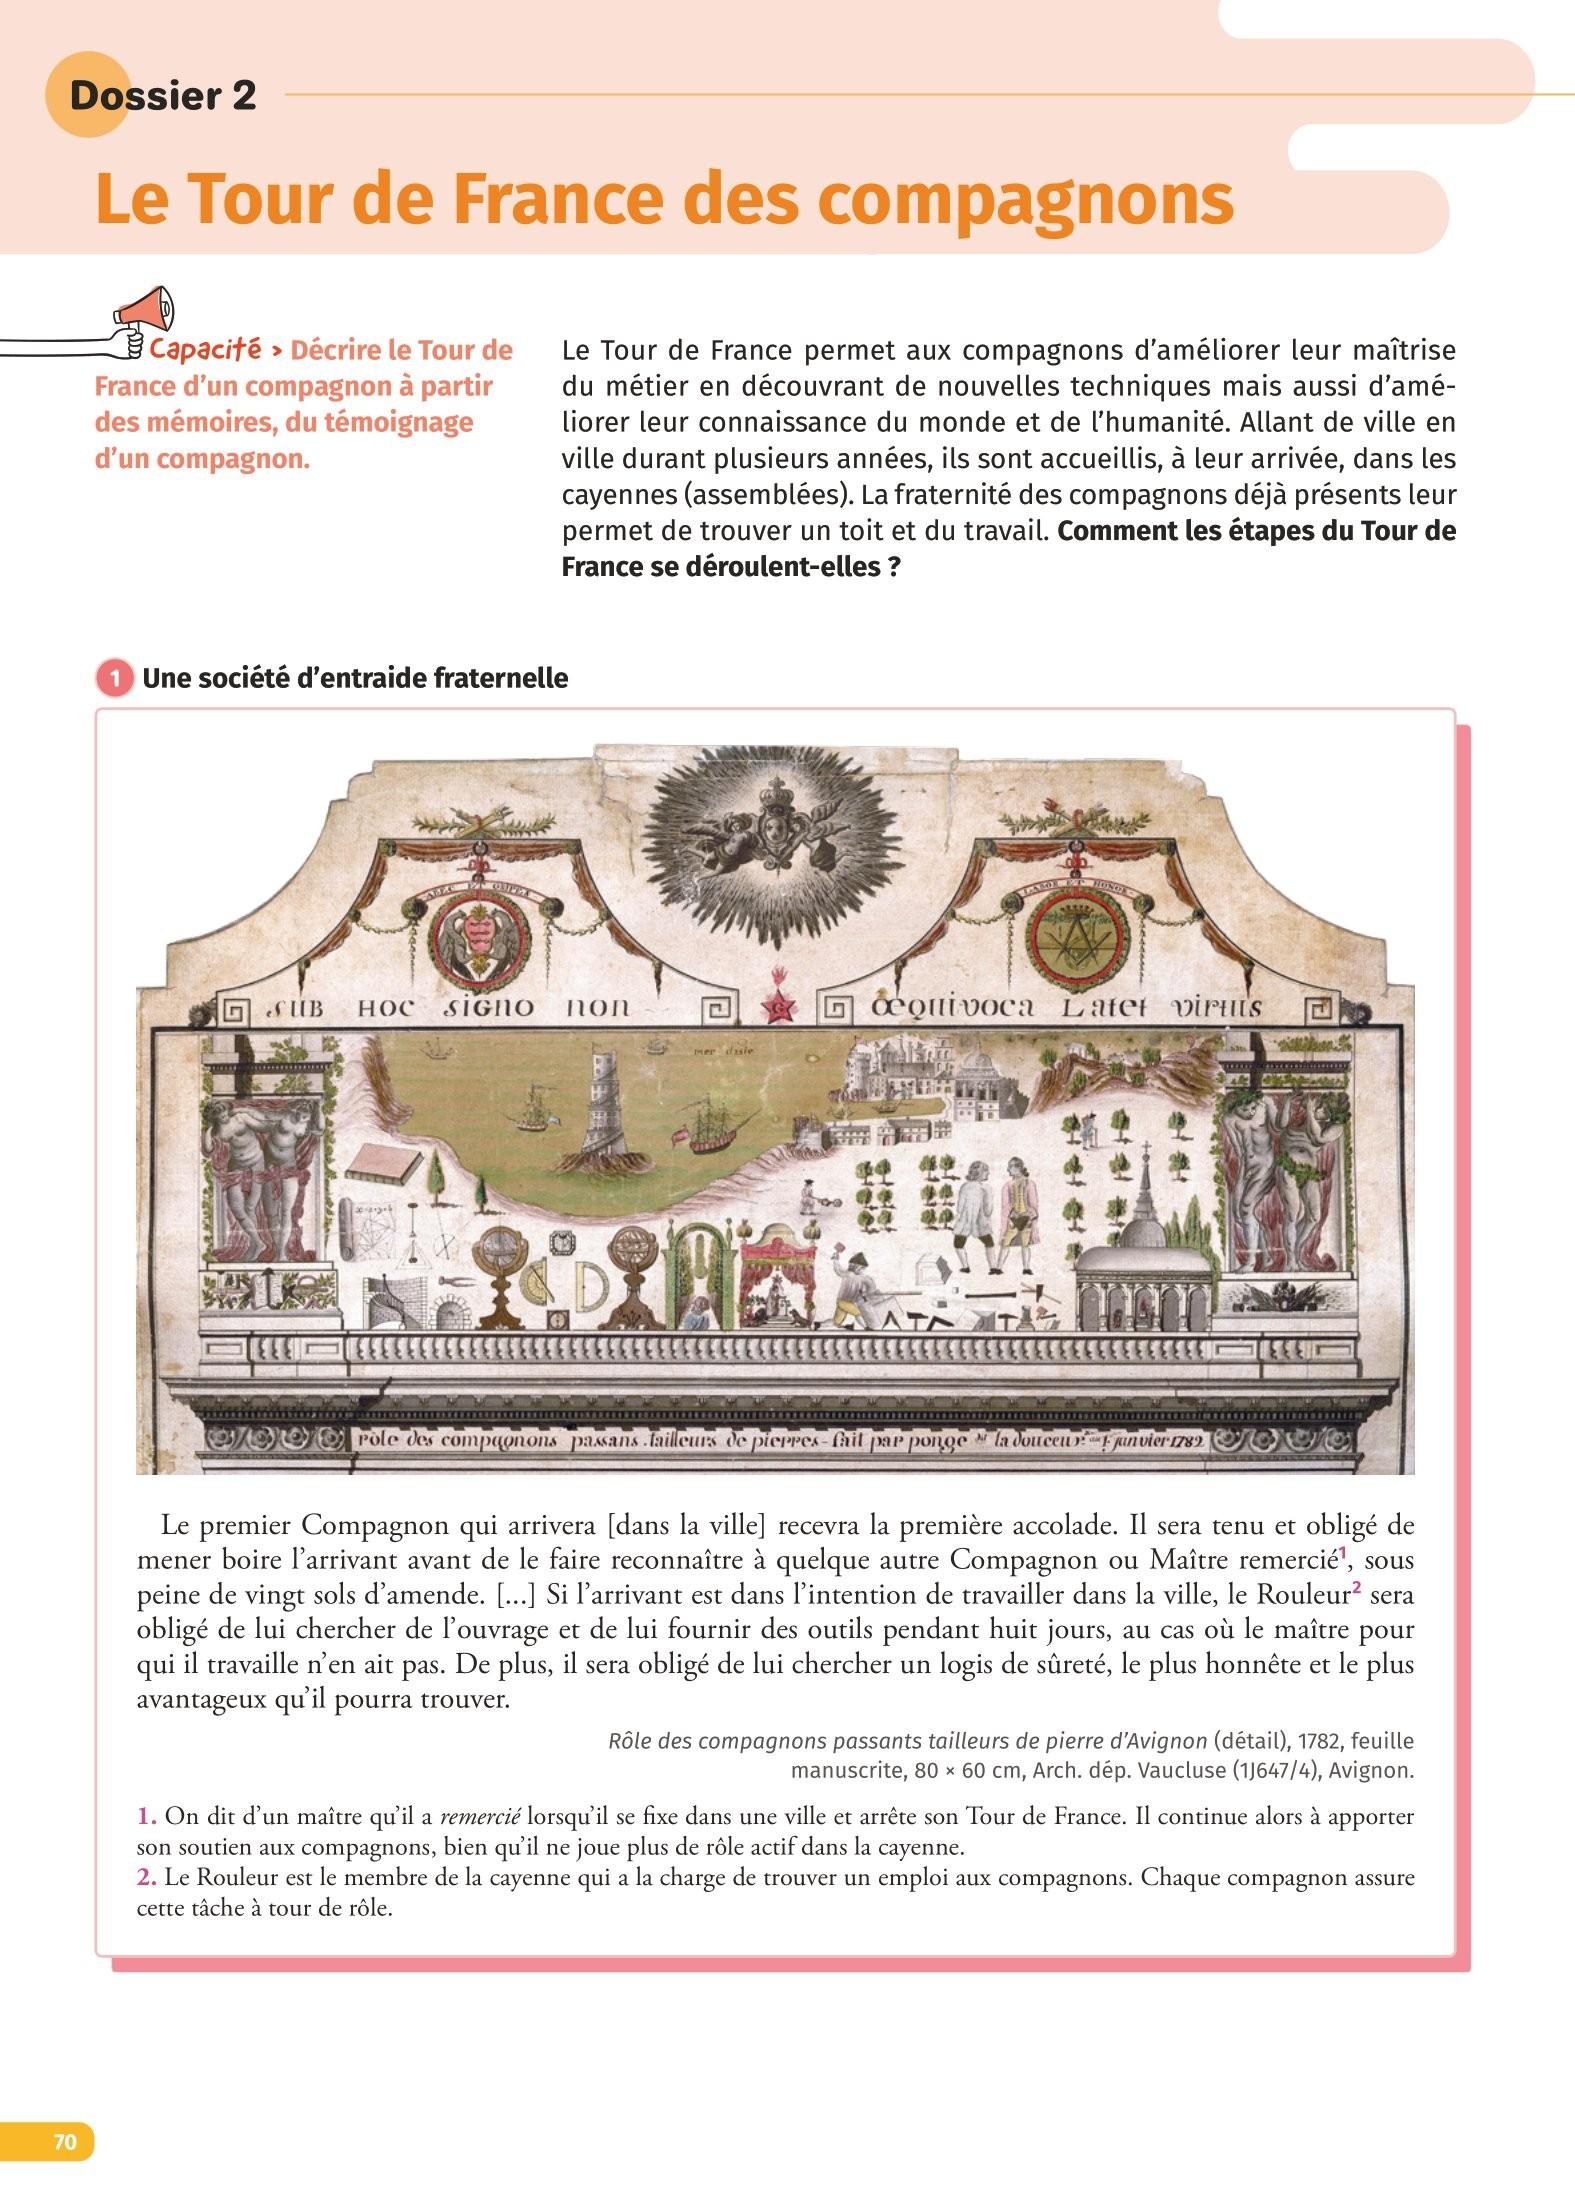 Dossier 2
Le Tour de France des compagnons
Capacité > Décrire le Tour de
France d’un compagnon à partir
des mémoires, du témoignage
d’un compagnon.
Le Tour de France permet aux compagnons d’améliorer leur maîtrise
du métier en découvrant de nouvelles techniques mais aussi d’amé-
liorer leur connaissance du monde et de l’humanité. Allant de ville en
ville durant plusieurs années, ils sont accueillis, à leur arrivée, dans les
cayennes (assemblées). La fraternité des compagnons déjà présents leur
permet de trouver un toit et du travail. Comment les étapes du Tour de
France se déroulent-elles ?
1 Une société d’entraide fraternelle
LABOR ET HONOR
SUB HOC SIGNO NON G ŒQUIVOCA LATET VIRTUS
rôle des compagnons passans tailleurs de pierres - fait par ponge dit la douceur 1 janvier 1782
Le premier Compagnon qui arrivera [dans la ville] recevra la première accolade. Il sera tenu et obligé de
mener boire l’arrivant avant de le faire reconnaître à quelque autre Compagnon ou Maître remercié1, sous
peine de vingt sols d’amende. [...] Si l’arrivant est dans l’intention de travailler dans la ville, le Rouleur2 sera
obligé de lui chercher de l’ouvrage et de lui fournir des outils pendant huit jours, au cas où le maître pour
qui il travaille n’en ait pas. De plus, il sera obligé de lui chercher un logis de sûreté, le plus honnête et le plus
avantageux qu’il pourra trouver.
Rôle des compagnons passants tailleurs de pierre d’Avignon (détail), 1782, feuille
manuscrite, 80 × 60 cm, Arch. dép. Vaucluse (1J647/4), Avignon.
1. On dit d’un maître qu’il a remercié lorsqu’il se fixe dans une ville et arrête son Tour de France. Il continue alors à apporter
son soutien aux compagnons, bien qu’il ne joue plus de rôle actif dans la cayenne.
2. Le Rouleur est le membre de la cayenne qui a la charge de trouver un emploi aux compagnons. Chaque compagnon assure
cette tâche à tour de rôle.
70